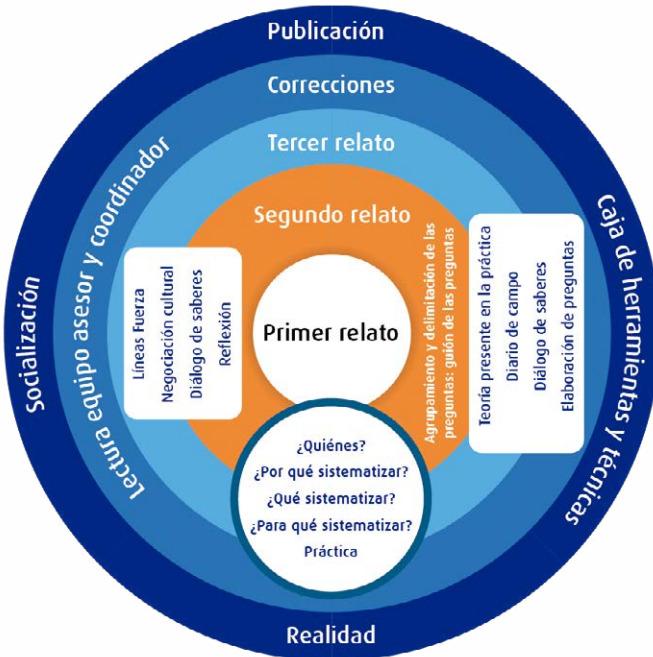 Publicación
Correcciones
Tercer relato
Segundo relato
Primer relato
Socialización
Lectura equipo asesor y coordinador
Líneas Fuerza
Negociación cultural
Diálogo de saberes
Reflexión
Agrupamiento y delimitación de las
preguntas: guión de las preguntas
Teoría presente en la práctica
Diario de campo
Diálogo de saberes
Elaboración de preguntas
Caja de herramientas y técnicas
¿Quiénes?
¿Por qué sistematizar?
¿Qué sistematizar?
¿Para qué sistematizar?
Práctica
Realidad